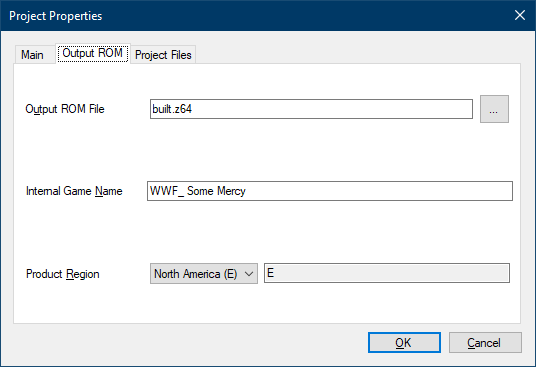 Project Properties
Main Output ROM Project Files
Output ROM File built.z64 ...
Internal Game Name WWF_ Some Mercy
Product Region North America (E) E
OK Cancel